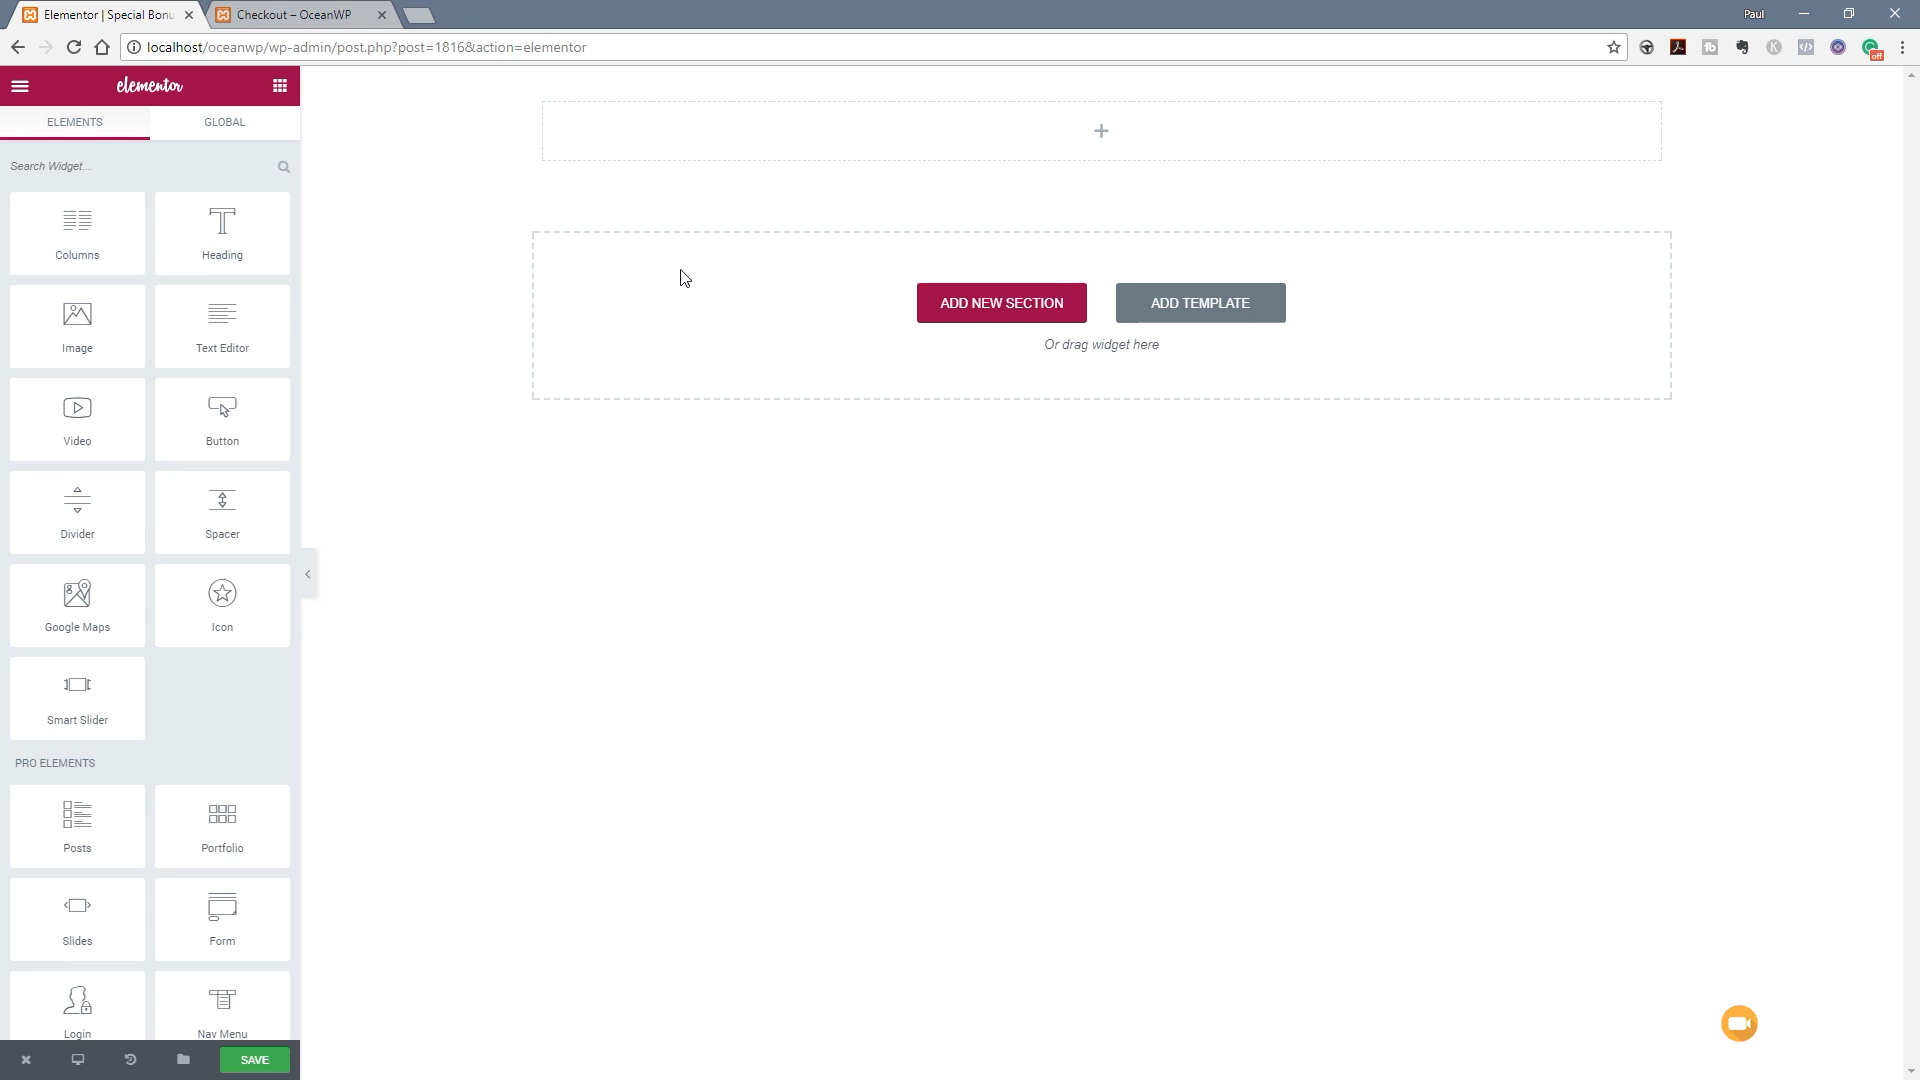 Elementor | Special Bonu
Checkout – OceanWP
Paul
localhost/oceanwp/wp-admin/post.php?post=1816&action=elementor
off
elementor
ELEMENTS
GLOBAL
Search Widget...
Columns
Heading
Image
Text Editor
Video
Button
Divider
Spacer
Google Maps
Icon
Smart Slider
PRO ELEMENTS
Posts
Portfolio
Slides
Form
Login
Nav Menu
SAVE
+
ADD NEW SECTION
ADD TEMPLATE
Or drag widget here